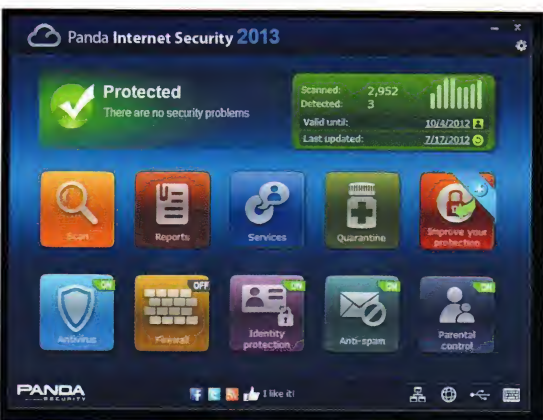 Panda Internet Security 2013
Protected
There are no security problems
Scanned: 2,952
Detected: 3
Valid until: 10/4/2012
Last updated: 7/17/2012
Scan
Reports
Services
Quarantine
Improve your protection
ON
OFF
ON
ON
ON
Antivirus
Firewall
Identity protection
Anti-spam
Parental control
PANDA SECURITY
I like it!